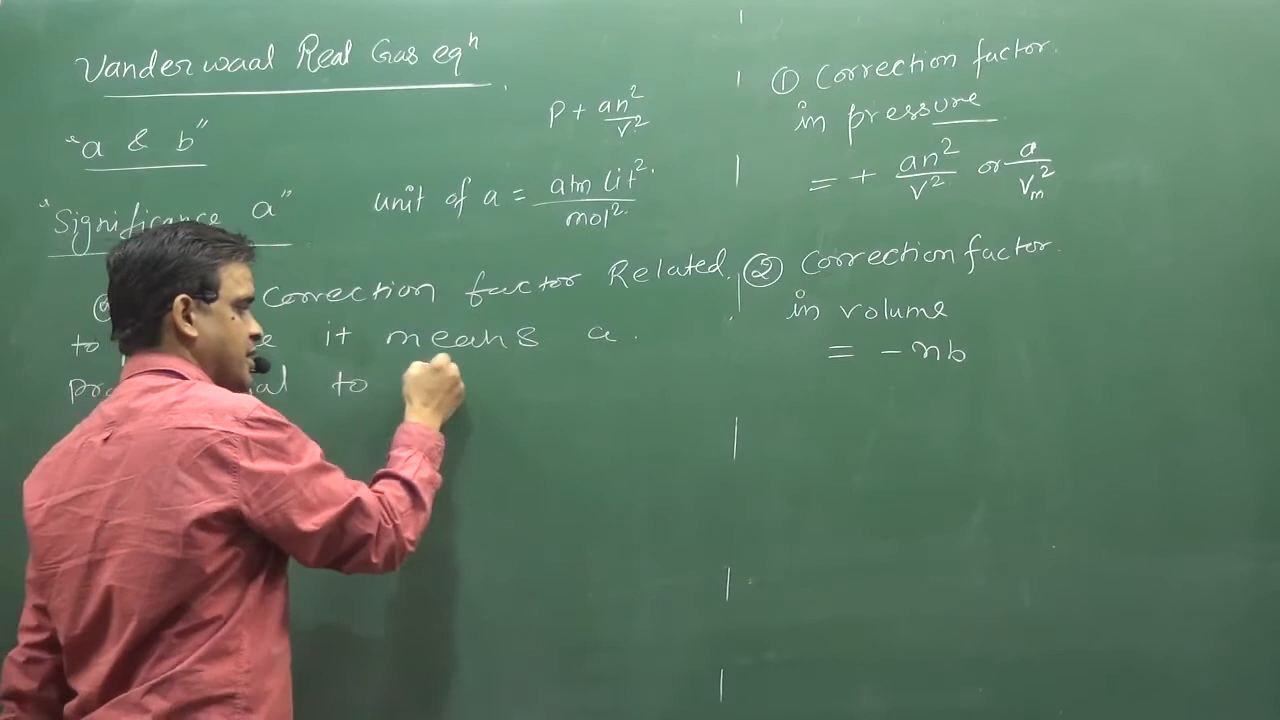 Vanderwaal Real Gas eqⁿ
"a & b"
P + an²/V²
"Significance a"
unit of a = atm Lit²/mol²
Correction factor Related
to it means a.
to
① Correction factor
in pressure
= + an²/V² or a/Vm²
② Correction factor
in volume
= - nb